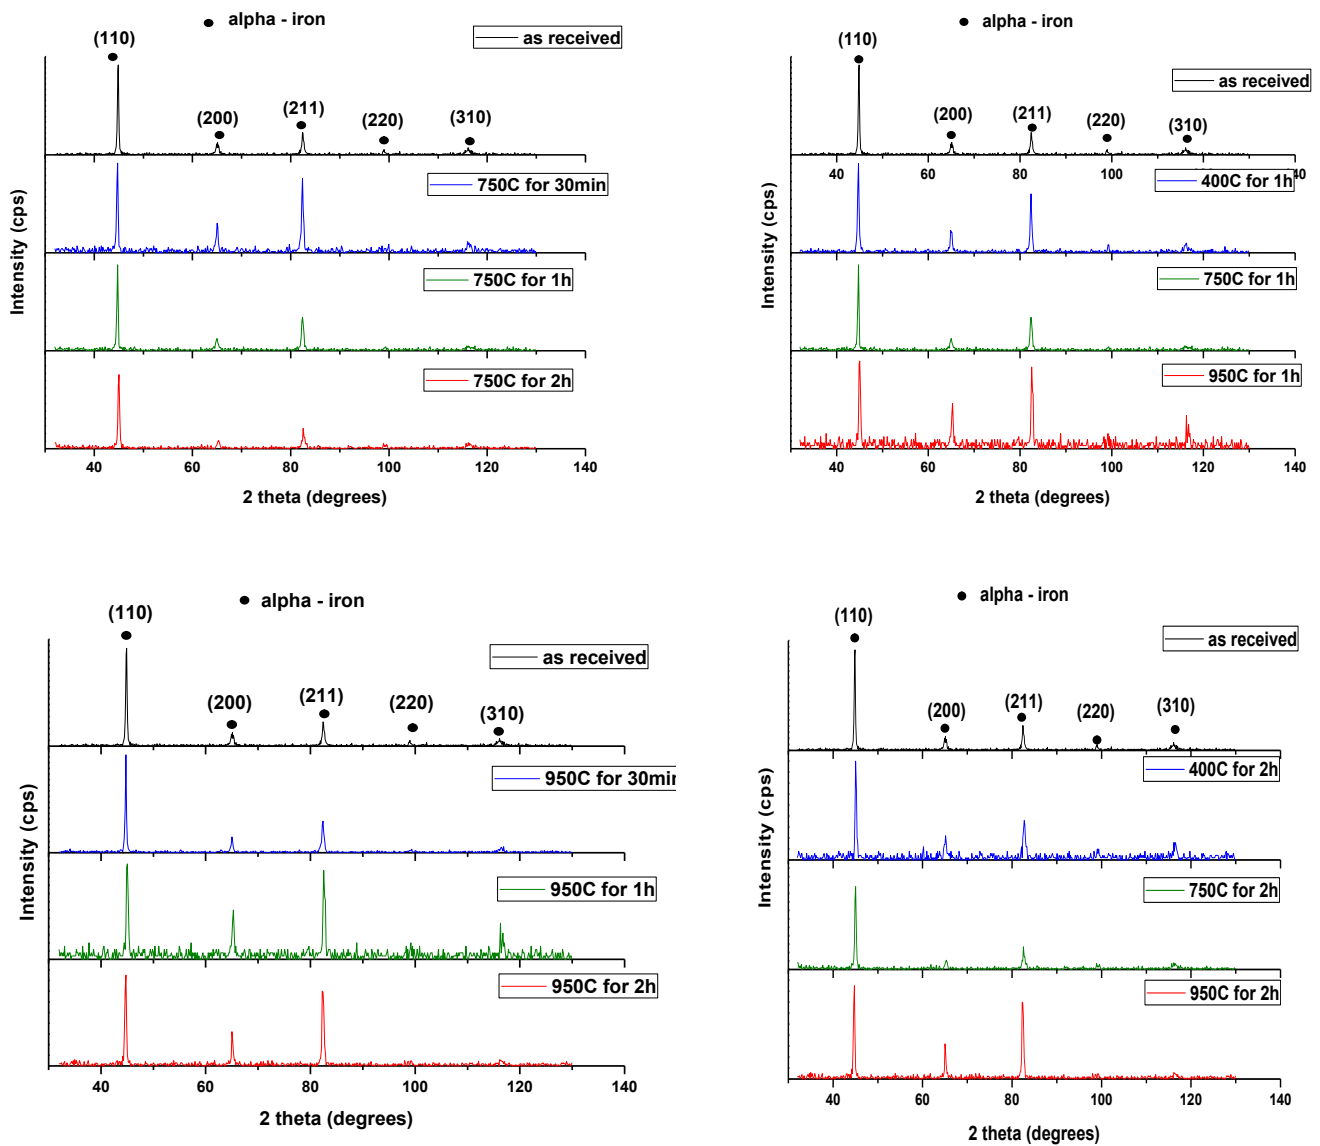 alpha - iron
(110)
as received
(200)
(211)
(220)
(310)
750C for 30min
750C for 1h
750C for 2h
Intensity (cps)
40 60 80 100 120 140
2 theta (degrees)
alpha - iron
(110)
as received
(200)
(211)
(220)
(310)
40 60 80 100 120 140
400C for 1h
750C for 1h
950C for 1h
Intensity (cps)
40 60 80 100 120 140
2 theta (degrees)
alpha - iron
(110)
as received
(200)
(211)
(220)
(310)
950C for 30min
950C for 1h
950C for 2h
Intensity (cps)
40 60 80 100 120 140
2 theta (degrees)
alpha - iron
(110)
as received
(200)
(211)
(220)
(310)
400C for 2h
750C for 2h
950C for 2h
Intensity (cps)
40 60 80 100 120 140
2 theta (degrees)